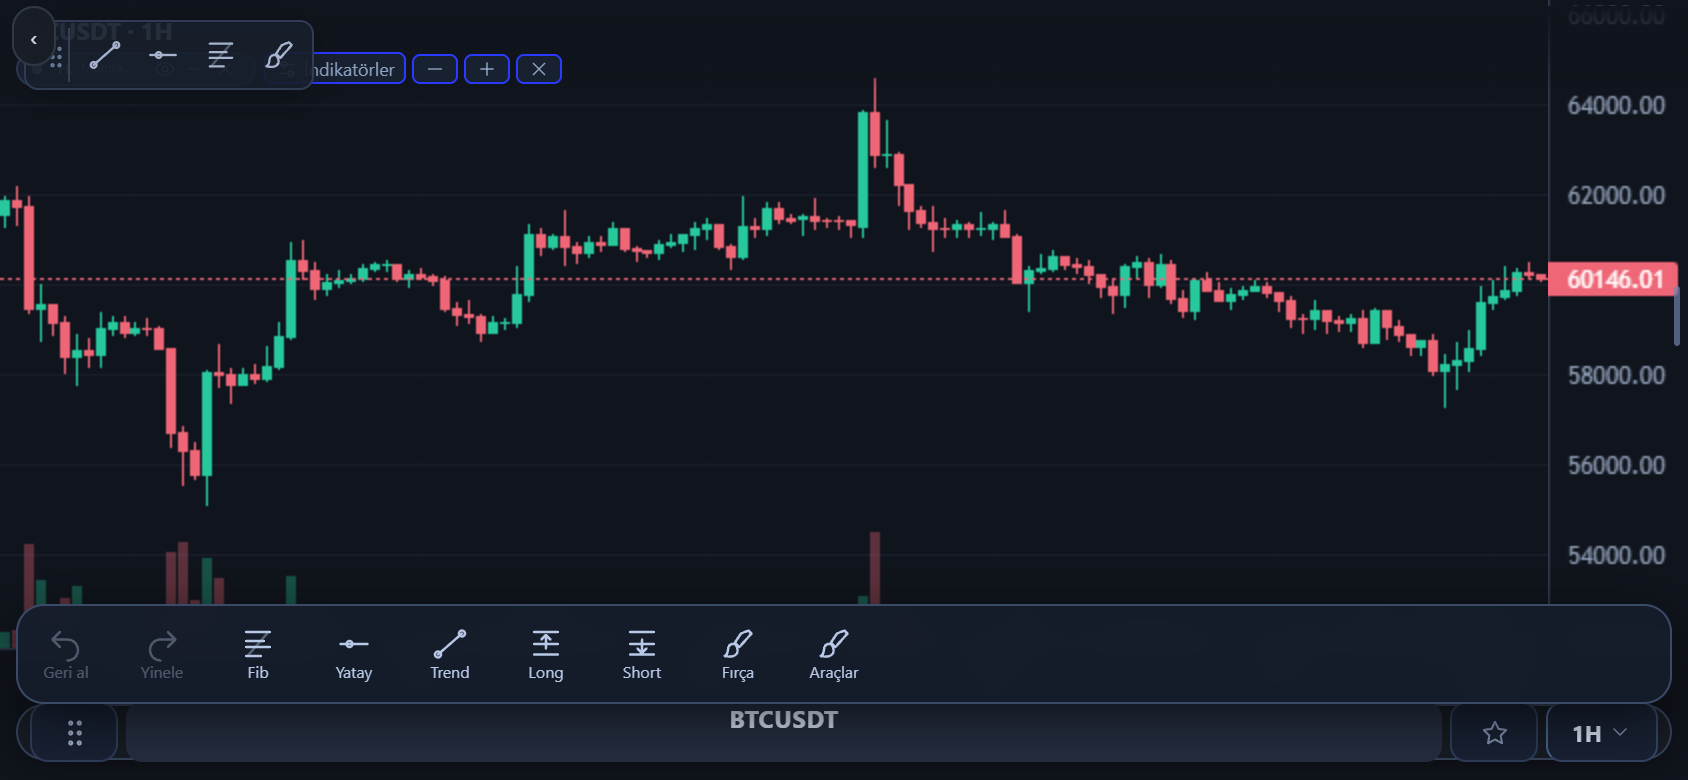 USDT · 1H
ndikatörler
66000.00
64000.00
62000.00
60146.01
58000.00
56000.00
54000.00
Geri al
Yinele
Fib
Yatay
Trend
Long
Short
Fırça
Araçlar
BTCUSDT
1H